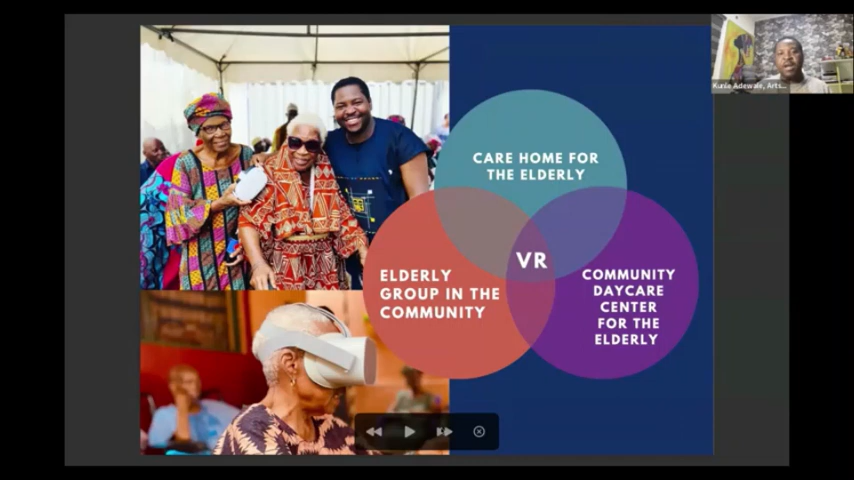 Kunle Adewale, Arts...
CARE HOME FOR
THE ELDERLY
VR
ELDERLY
GROUP IN THE
COMMUNITY
COMMUNITY
DAYCARE
CENTER
FOR THE
ELDERLY